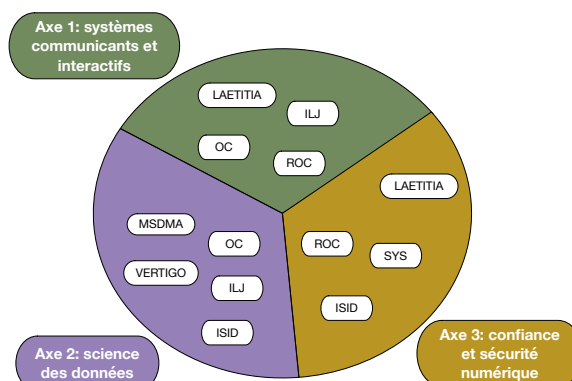 Axe 1: systèmes
communicants et
interactifs
LAETITIA
ILJ
OC
ROC
LAETITIA
MSDMA
OC
ROC
SYS
VERTIGO
ILJ
ISID
ISID
Axe 2: science
des données
Axe 3: confiance
et sécurité
numérique